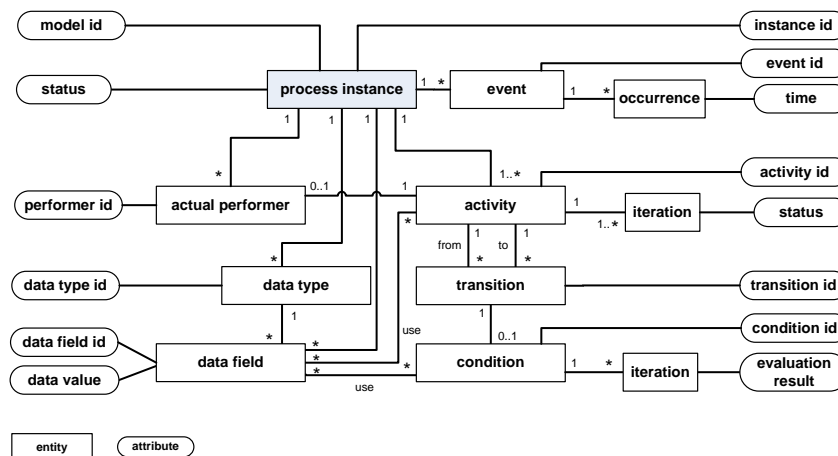 model id
instance id
status
process instance
1
*
event
event id
1
*
occurrence
time
1
1
1
1
*
1..*
activity id
performer id
actual performer
0..1
1
activity
1
1..*
iteration
status
*
from
1
to
1
*
*
*
data type id
data type
transition
transition id
1
1
use
*
0..1
condition id
data field id
data value
data field
*
*
*
use
*
condition
1
*
iteration
evaluation
result
entity
attribute